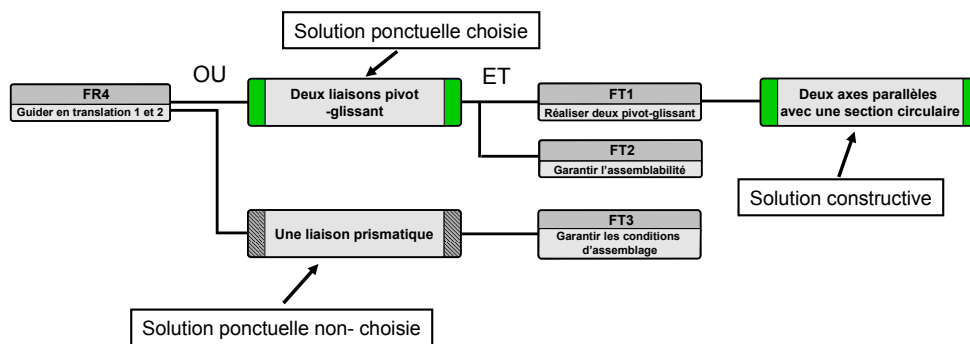 Solution ponctuelle choisie
OU
ET
FR4
Guider en translation 1 et 2
Deux liaisons pivot
-glissant
FT1
Réaliser deux pivot-glissant
Deux axes parallèles
avec une section circulaire
FT2
Garantir l'assemblabilité
Solution constructive
Une liaison prismatique
FT3
Garantir les conditions
d'assemblage
Solution ponctuelle non- choisie